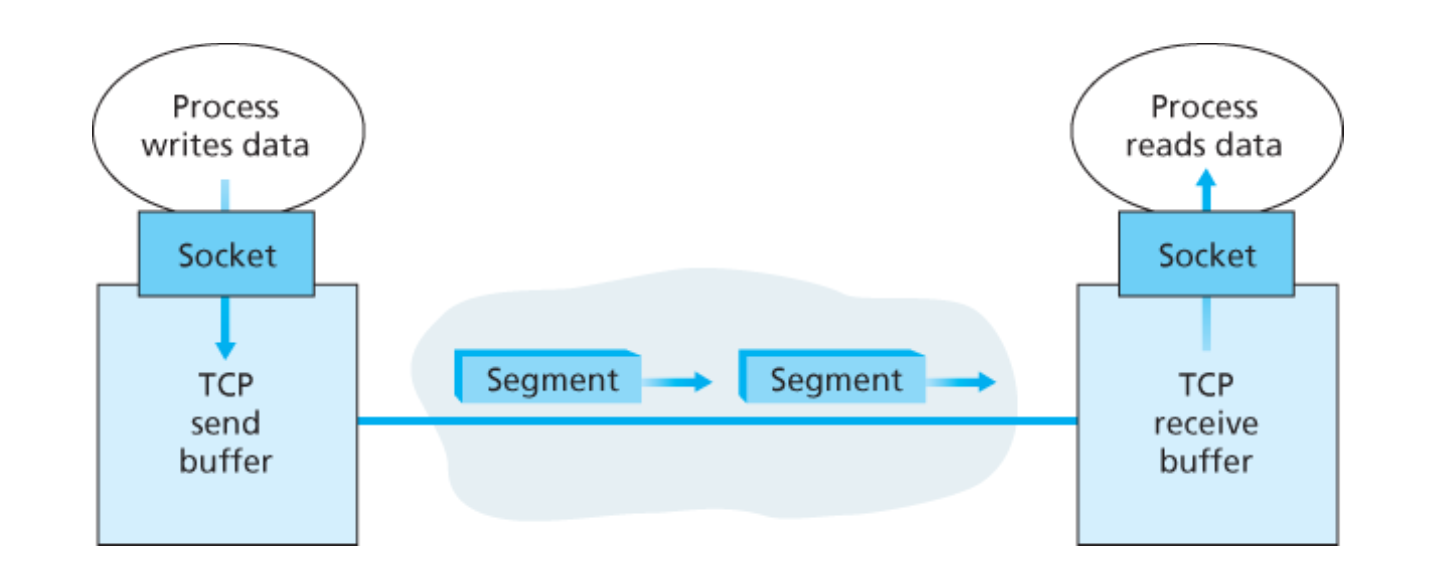 Process
writes data
Socket
TCP
send
buffer
Segment
Segment
Process
reads data
Socket
TCP
receive
buffer